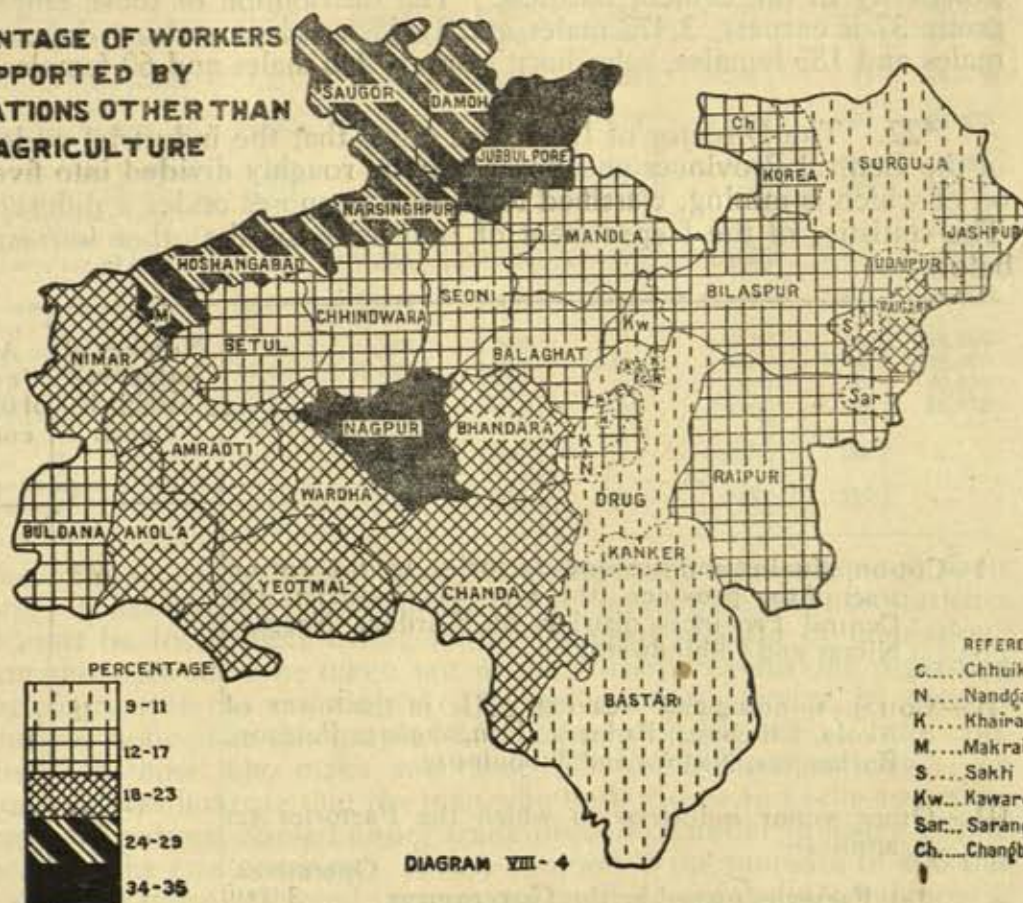 NTAGE OF WORKERS
PPORTED BY
ATIONS OTHER THAN
AGRICULTURE
SAUGOR
DAMOH
JUBBULPORE
NARSINGHPUR
HOSHANGABAD
M
NIMAR
BETUL
CHHINDWARA
SEONI
MANDLA
BALAGHAT
Kw
BILASPUR
Ch
KOREA
SURGUJA
JASHPUR
UDAIPUR
S
Sar
AMRAOTI
NAGPUR
BHANDARA
WARDHA
BULDANA
AKOLA
YEOTMAL
CHANDA
K
N
DRUG
RAIPUR
KANKER
BASTAR
PERCENTAGE
9-11
12-17
18-23
24-29
34-35
REFERE
C....Chhuik
N....Nandga
K....Khaira
M....Makrai
S....Sakti
Kw...Kawar
Sar...Sarang
Ch....Changb
DIAGRAM VIII-4